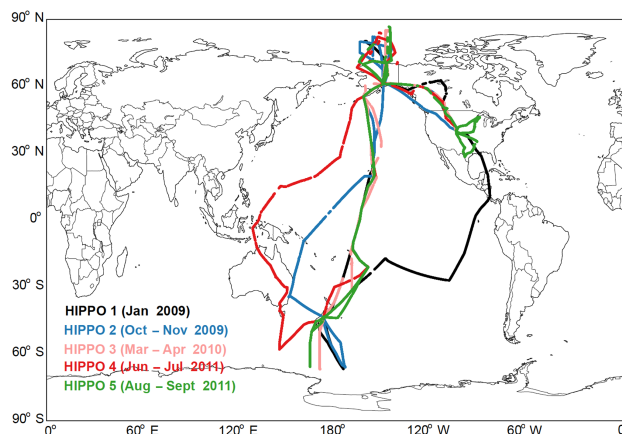 90° N
60° N
30° N
0°
30° S
60° S
90° S
HIPPO 1 (Jan 2009)
HIPPO 2 (Oct – Nov 2009)
HIPPO 3 (Mar – Apr 2010)
HIPPO 4 (Jun – Jul 2011)
HIPPO 5 (Aug – Sept 2011)
0° 60° E 120° E 180° 120° W 60° W 0°